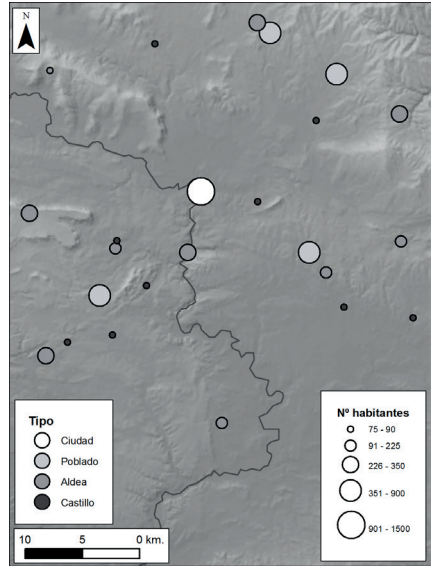 N
Tipo
Ciudad
Poblado
Aldea
Castillo
10 5 0 km.
Nº habitantes
75 - 90
91 - 225
226 - 350
351 - 900
901 - 1500